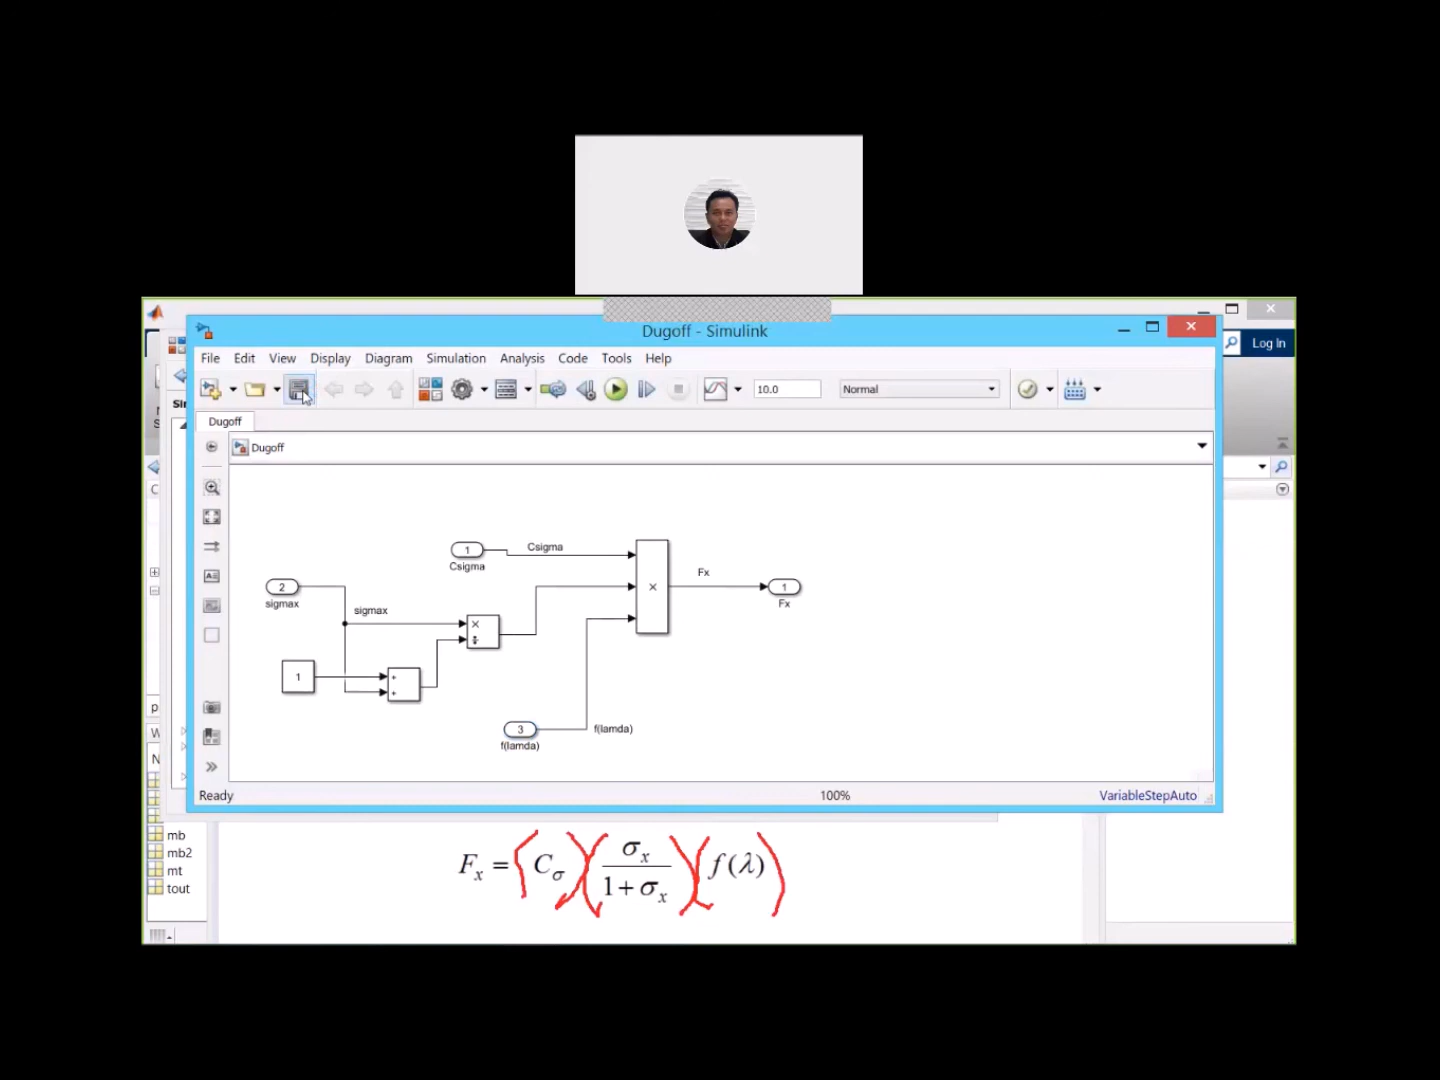 Dugoff - Simulink
Log In
File Edit View Display Diagram Simulation Analysis Code Tools Help
10.0 Normal
Dugoff
Dugoff
1
Csigma
Csigma
2
sigmax
sigmax
×
÷
1
+
+
×
Fx
1
Fx
3
f(lamda)
f(lamda)
Ready 100% VariableStepAuto
mb
mb2
mt
tout
F_x = (C_σ)(σ_x / 1+σ_x)(f(λ))